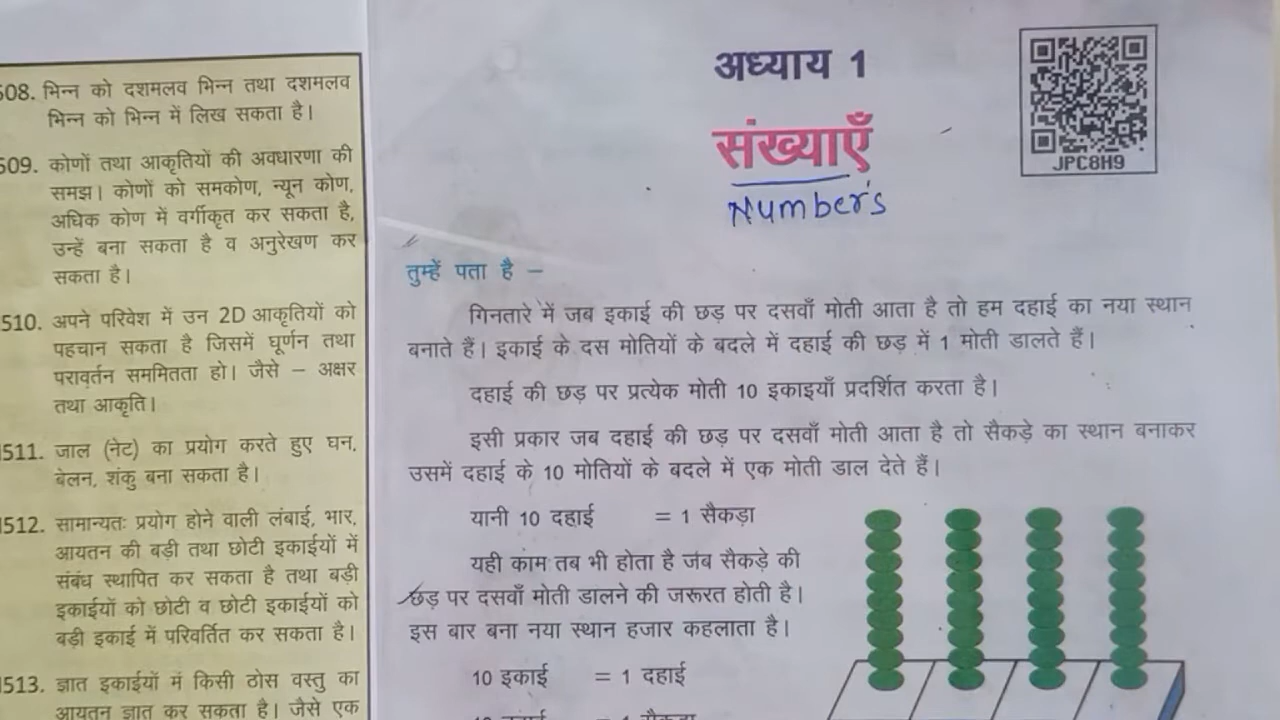 508. भिन्न को दशमलव भिन्न तथा दशमलव
भिन्न को भिन्न में लिख सकता है।
509. कोणों तथा आकृतियों की अवधारणा की
समझ। कोणों को समकोण, न्यून कोण,
अधिक कोण में वर्गीकृत कर सकता है,
उन्हें बना सकता है व अनुरेखण कर
सकता है।
510. अपने परिवेश में उन 2D आकृतियों को
पहचान सकता है जिसमें घूर्णन तथा
परावर्तन सममितता हो। जैसे – अक्षर
तथा आकृति।
511. जाल (नेट) का प्रयोग करते हुए घन,
बेलन, शंकु बना सकता है।
512. सामान्यतः प्रयोग होने वाली लंबाई, भार,
आयतन की बड़ी तथा छोटी इकाईयों में
संबंध स्थापित कर सकता है तथा बड़ी
इकाईयों को छोटी व छोटी इकाईयों को
बड़ी इकाई में परिवर्तित कर सकता है।
513. ज्ञात इकाईयों में किसी ठोस वस्तु का
आयतन ज्ञात कर सकता है। जैसे एक
अध्याय 1
संख्याएँ
Number's
JPC8H9
तुम्हें पता है –
गिनतारे में जब इकाई की छड़ पर दसवाँ मोती आता है तो हम दहाई का नया स्थान
बनाते हैं। इकाई के दस मोतियों के बदले में दहाई की छड़ में 1 मोती डालते हैं।
दहाई की छड़ पर प्रत्येक मोती 10 इकाइयाँ प्रदर्शित करता है।
इसी प्रकार जब दहाई की छड़ पर दसवाँ मोती आता है तो सैकड़े का स्थान बनाकर
उसमें दहाई के 10 मोतियों के बदले में एक मोती डाल देते हैं।
यानी 10 दहाई = 1 सैकड़ा
यही काम तब भी होता है जब सैकड़े की
छड़ पर दसवाँ मोती डालने की जरूरत होती है।
इस बार बना नया स्थान हजार कहलाता है।
10 इकाई = 1 दहाई